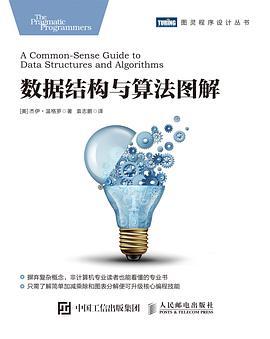 The
Pragmatic
Programmers
TURING 图灵程序设计丛书
A Common-Sense Guide to
Data Structures and Algorithms
数据结构与算法图解
[美] 杰伊·温格罗 著 袁志鹏 译
● 摒弃复杂概念，非计算机专业读者也能看懂的专业书
● 只需了解简单加减乘除和图表分解便可升级核心编程技能
中国工信出版集团
人民邮电出版社
POSTS & TELECOM PRESS